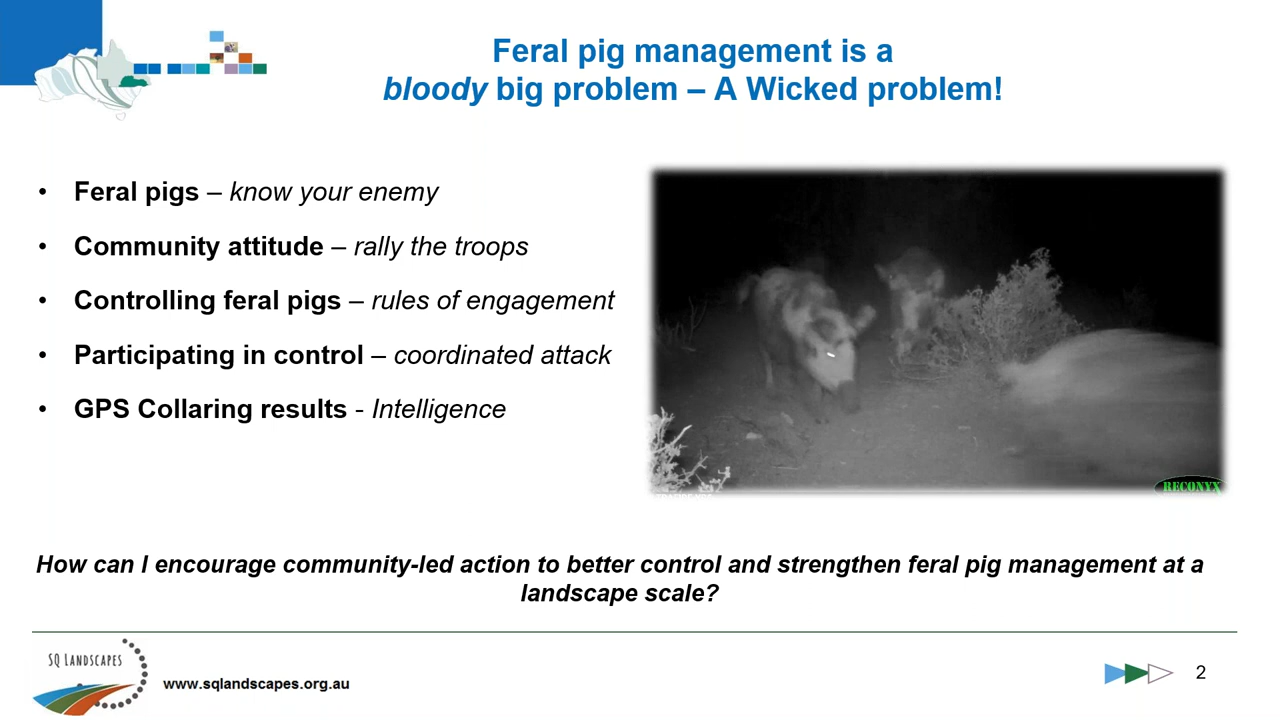 Feral pig management is a
bloody big problem – A Wicked problem!
• Feral pigs – know your enemy
• Community attitude – rally the troops
• Controlling feral pigs – rules of engagement
• Participating in control – coordinated attack
• GPS Collaring results - Intelligence
RECONYX
How can I encourage community-led action to better control and strengthen feral pig management at a
landscape scale?
SQ LANDSCAPES
www.sqlandscapes.org.au
2